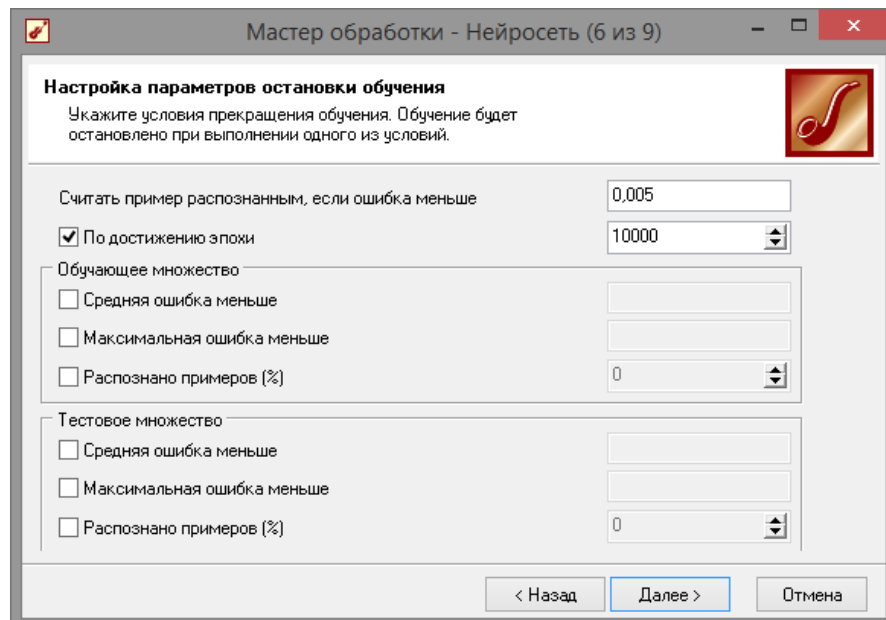 Мастер обработки - Нейросеть (6 из 9)
Настройка параметров остановки обучения
Укажите условия прекращения обучения. Обучение будет
остановлено при выполнении одного из условий.
Считать пример распознанным, если ошибка меньше 0,005
По достижению эпохи 10000
Обучающее множество
Средняя ошибка меньше
Максимальная ошибка меньше
Распознано примеров (%) 0
Тестовое множество
Средняя ошибка меньше
Максимальная ошибка меньше
Распознано примеров (%) 0
< Назад Далее > Отмена